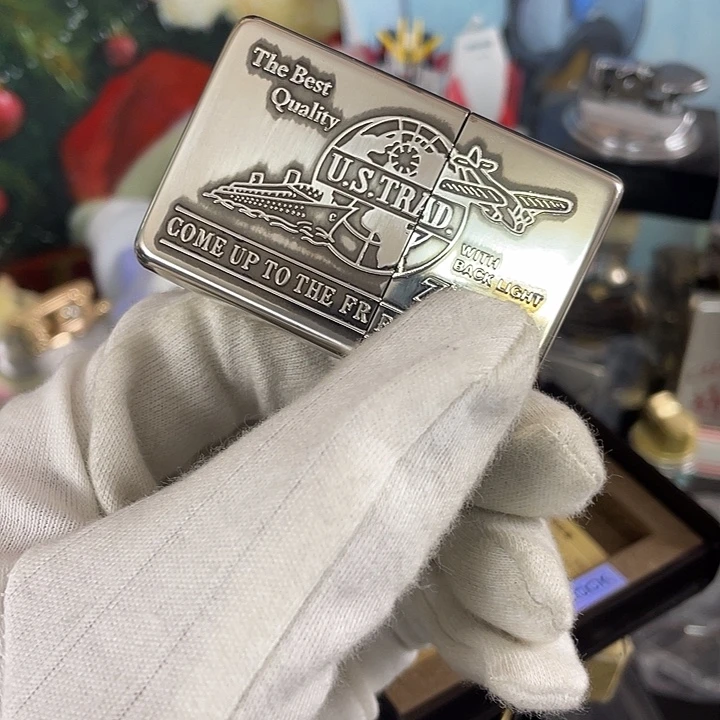 The Best
Quality
U.S.TRAD.
COME UP TO THE FR
WITH
BACK LIGHT